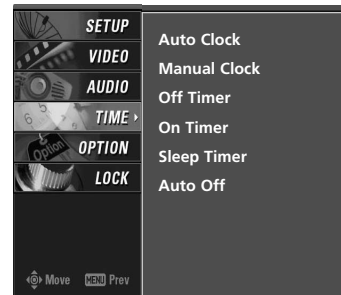 SETUP
VIDEO
AUDIO
TIME
OPTION
LOCK
Auto Clock
Manual Clock
Off Timer
On Timer
Sleep Timer
Auto Off
Option
Move MENU Prev